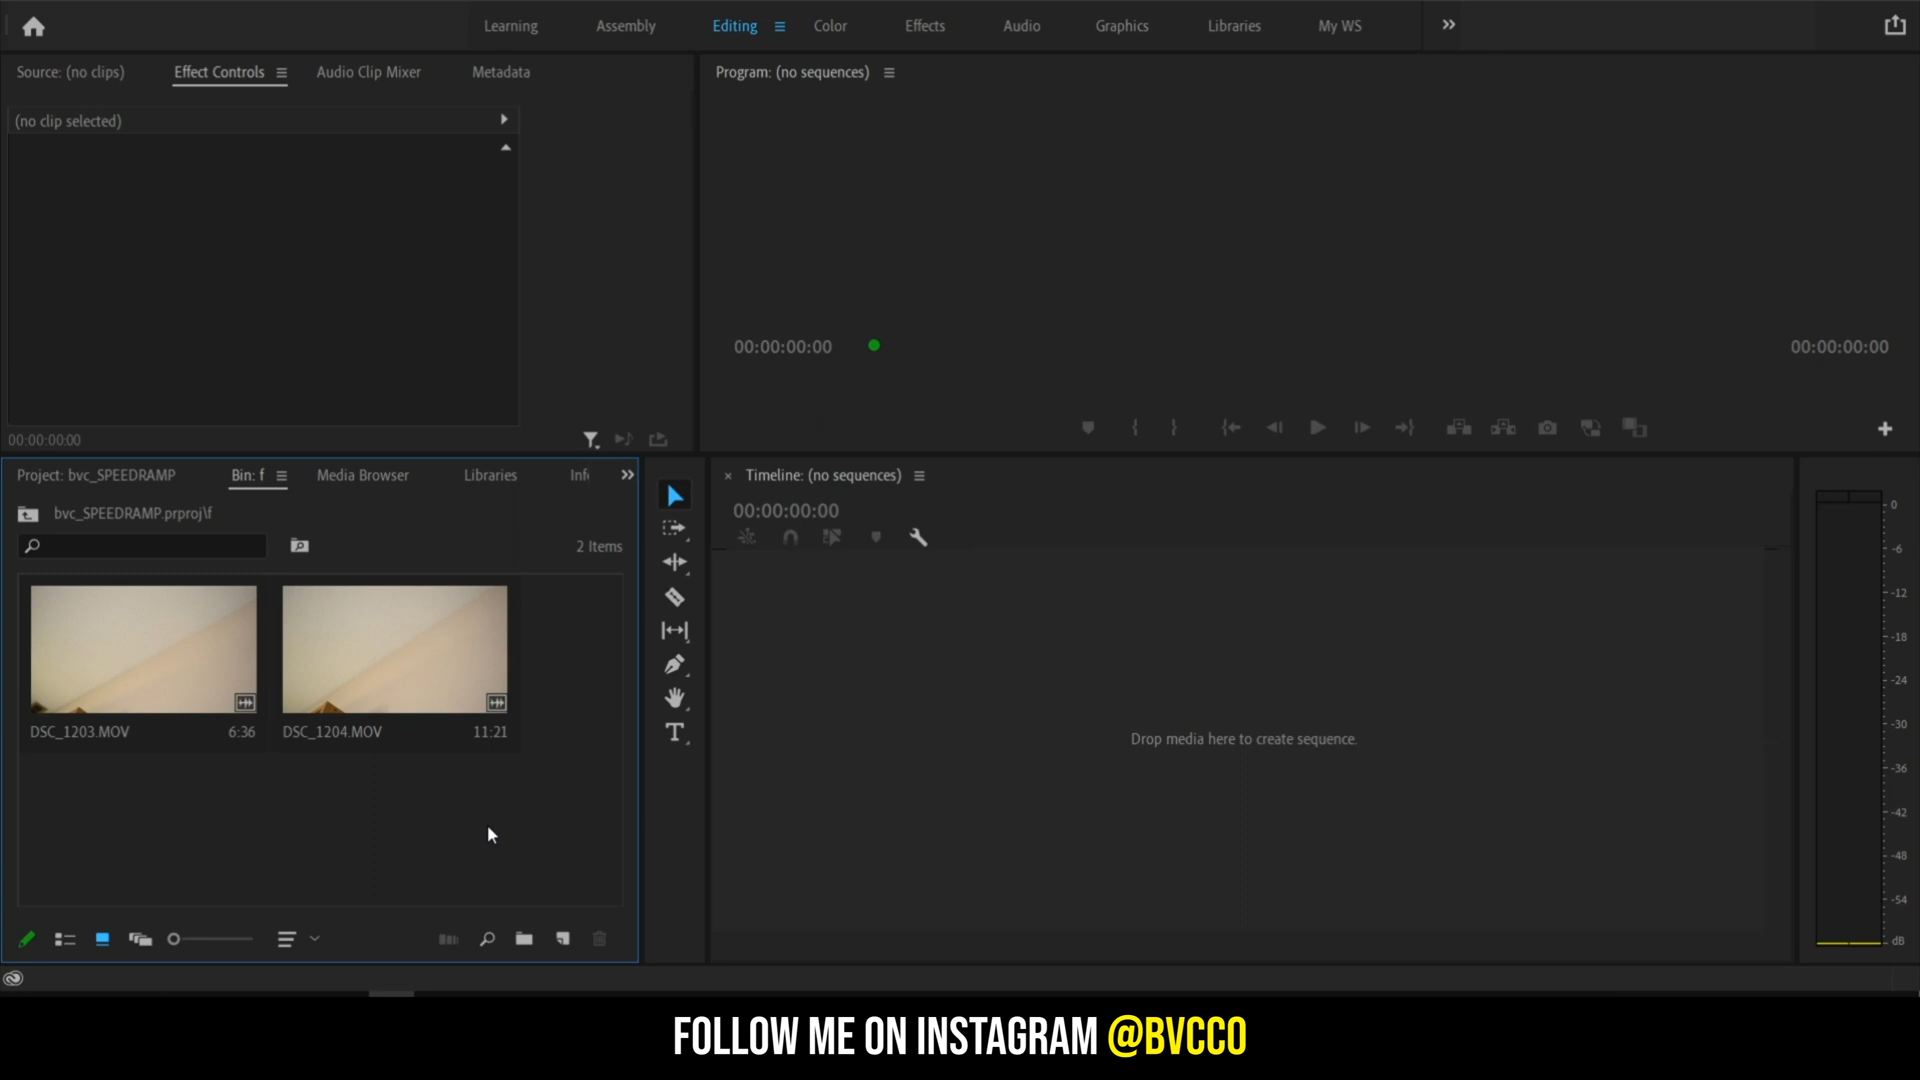 Learning Assembly Editing Color Effects Audio Graphics Libraries My WS
Source: (no clips) Effect Controls Audio Clip Mixer Metadata
Program: (no sequences)
(no clip selected)
00:00:00:00 00:00:00:00
00:00:00:00
Project: bvc_SPEEDRAMP Bin: f Media Browser Libraries
Timeline: (no sequences)
bvc_SPEEDRAMP.prproj\f
00:00:00:00
2 Items
DSC_1203.MOV 6:36
DSC_1204.MOV 11:21
Drop media here to create sequence.
0
-6
-12
-18
-24
-30
-36
-42
-48
-54
dB
FOLLOW ME ON INSTAGRAM @BVCCO